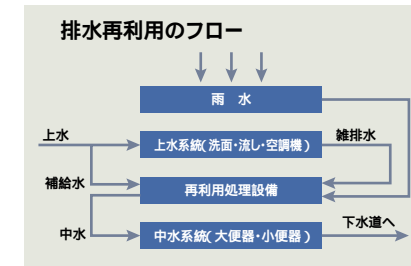 排水再利用のフロー
雨 水
上水
上水系統(洗面・流し・空調機)
雑排水
補給水
再利用処理設備
中水
中水系統(大便器・小便器)
下水道へ